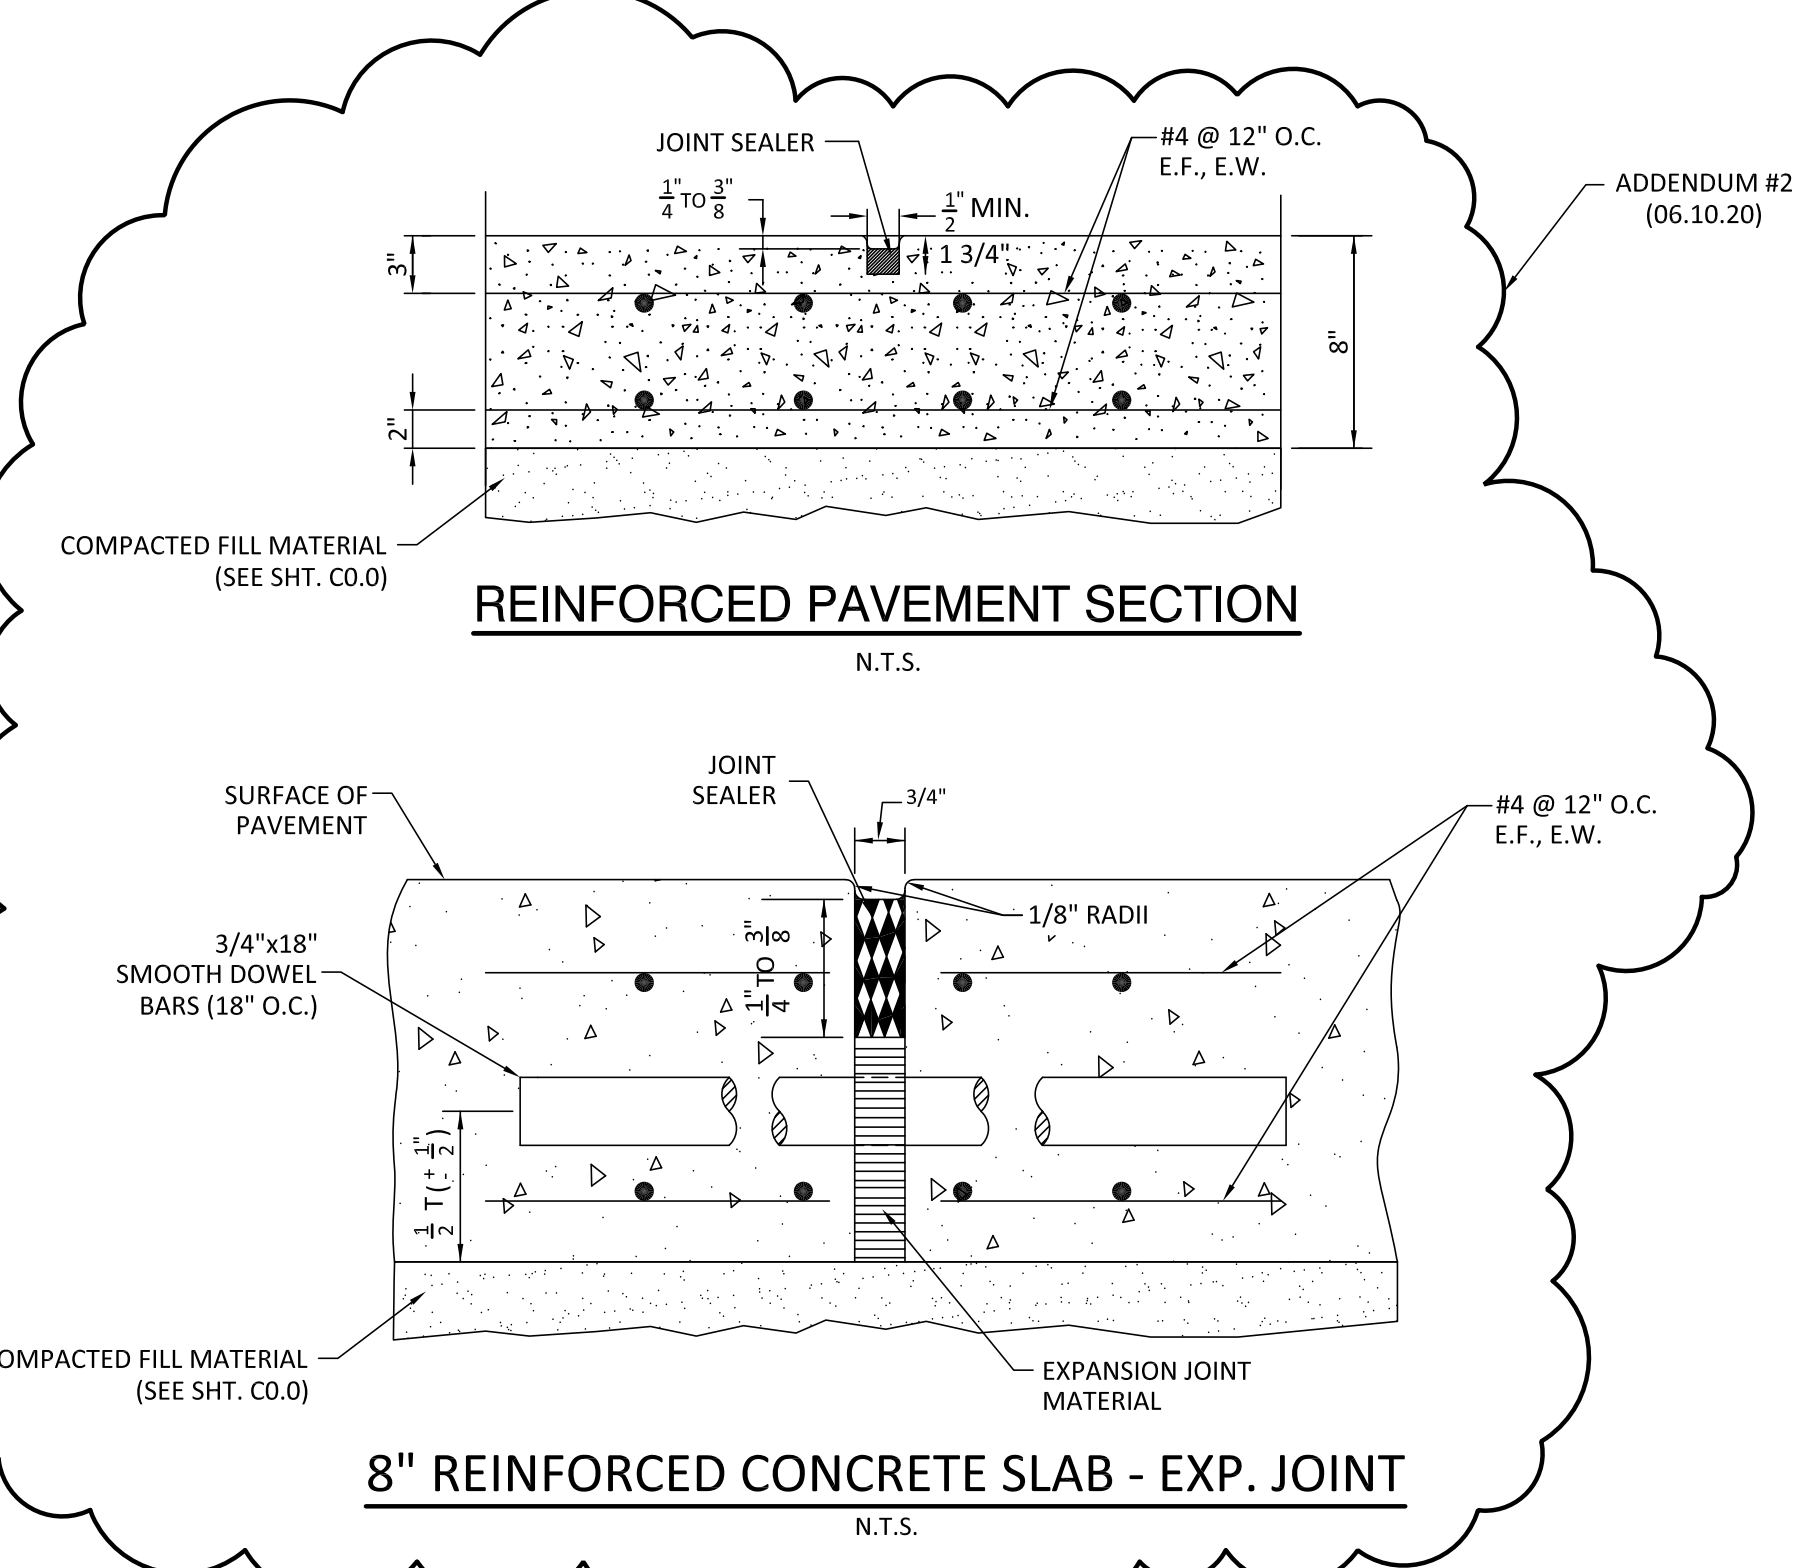 JOINT SEALER
#4 @ 12" O.C.
E.F., E.W.
ADDENDUM #2
(06.10.20)
1/4" TO 3/8"
1/2" MIN.
1 3/4"
3"
8"
2"
COMPACTED FILL MATERIAL
(SEE SHT. C0.0)
REINFORCED PAVEMENT SECTION
N.T.S.
JOINT
SEALER
SURFACE OF
PAVEMENT
3/4"
#4 @ 12" O.C.
E.F., E.W.
1/8" RADII
3/4"x18"
SMOOTH DOWEL
BARS (18" O.C.)
1/4" TO 3/8"
1/2 T (+- 1/2")
OMPACTED FILL MATERIAL
(SEE SHT. C0.0)
EXPANSION JOINT
MATERIAL
8" REINFORCED CONCRETE SLAB - EXP. JOINT
N.T.S.